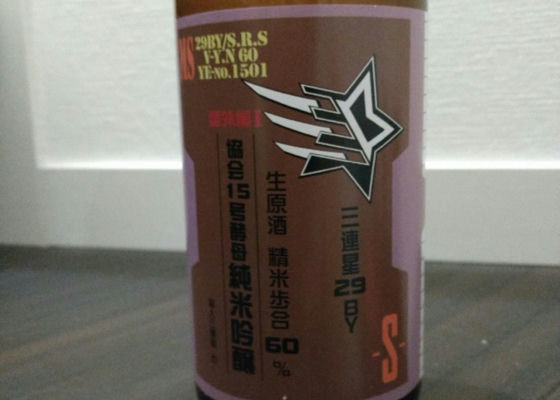 MS
29BY/S.R.S
V-Y.N 60
YE-no.1501
三連星29BY
生原酒 精米歩合60%
協会15号酵母 純米吟醸
-S-